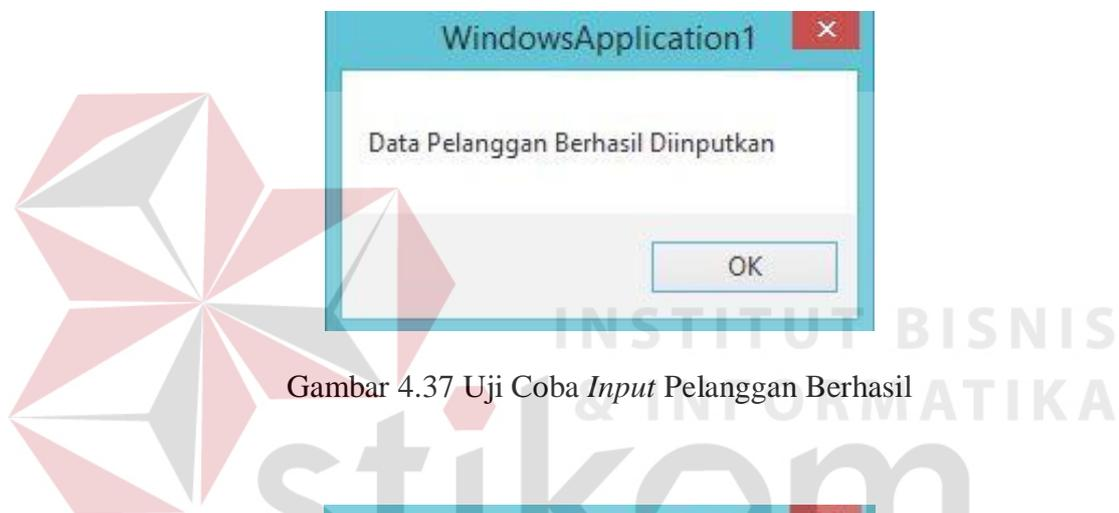 WindowsApplication1
Data Pelanggan Berhasil Diinputkan
OK
INSTITUT BISNIS
Gambar 4.37 Uji Coba Input Pelanggan Berhasil
& INFORMATIKA
stikom